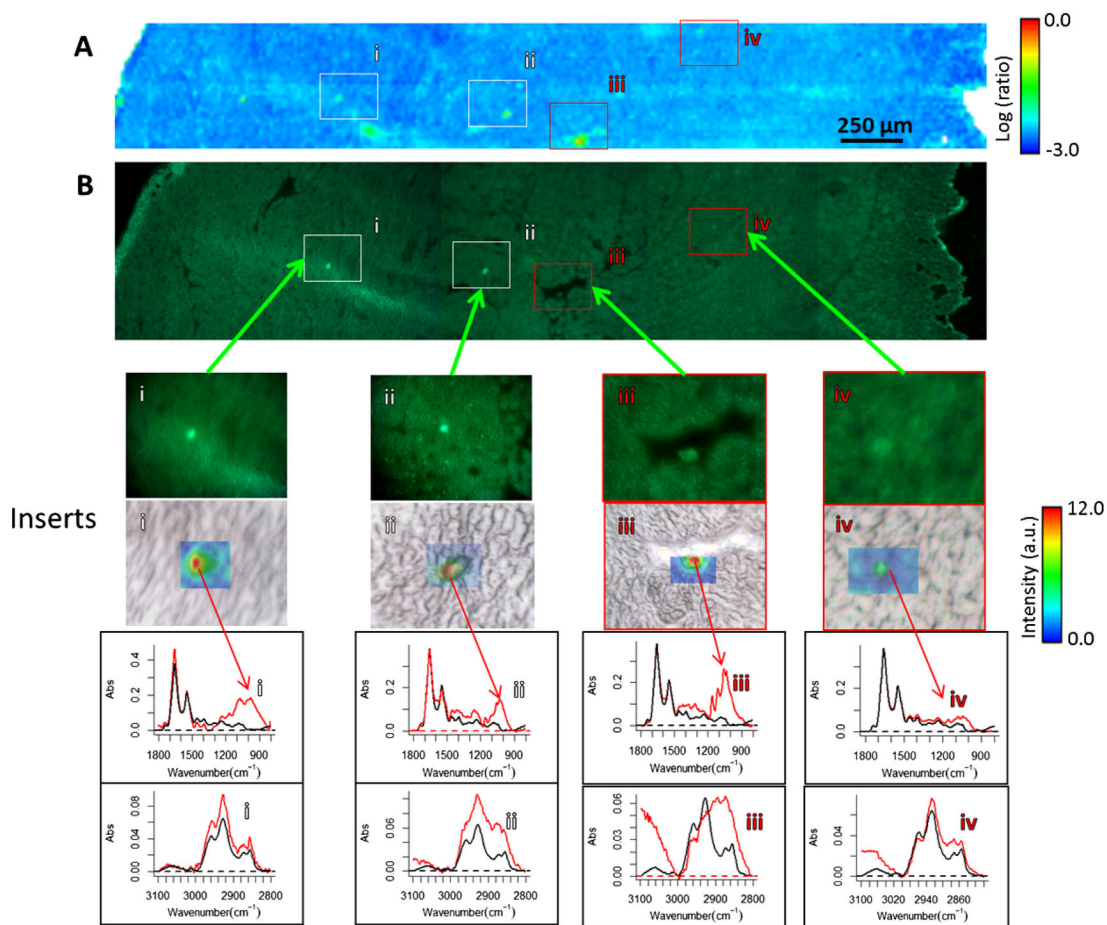 A
i
ii
iii
iv
250 µm
0.0
-3.0
Log (ratio)
B
i
ii
iii
iv
i
ii
iii
iv
Inserts
i
ii
iii
iv
12.0
0.0
Intensity (a.u.)
Abs
0.4
0.2
0.0
i
1800 1500 1200 900
Wavenumber(cm⁻¹)
Abs
0.4
0.2
0.0
ii
1800 1500 1200 900
Wavenumber(cm⁻¹)
Abs
0.2
0.0
iii
1800 1500 1200 900
Wavenumber(cm⁻¹)
Abs
0.2
0.0
iv
1800 1500 1200 900
Wavenumber(cm⁻¹)
Abs
0.08
0.04
0.00
i
3100 3000 2900 2800
Wavenumber(cm⁻¹)
Abs
0.08
0.04
0.00
ii
3100 3000 2900 2800
Wavenumber(cm⁻¹)
Abs
0.06
0.03
0.00
iii
3100 3000 2900 2800
Wavenumber(cm⁻¹)
Abs
0.06
0.03
0.00
iv
3100 3020 2940 2860
Wavenumber(cm⁻¹)